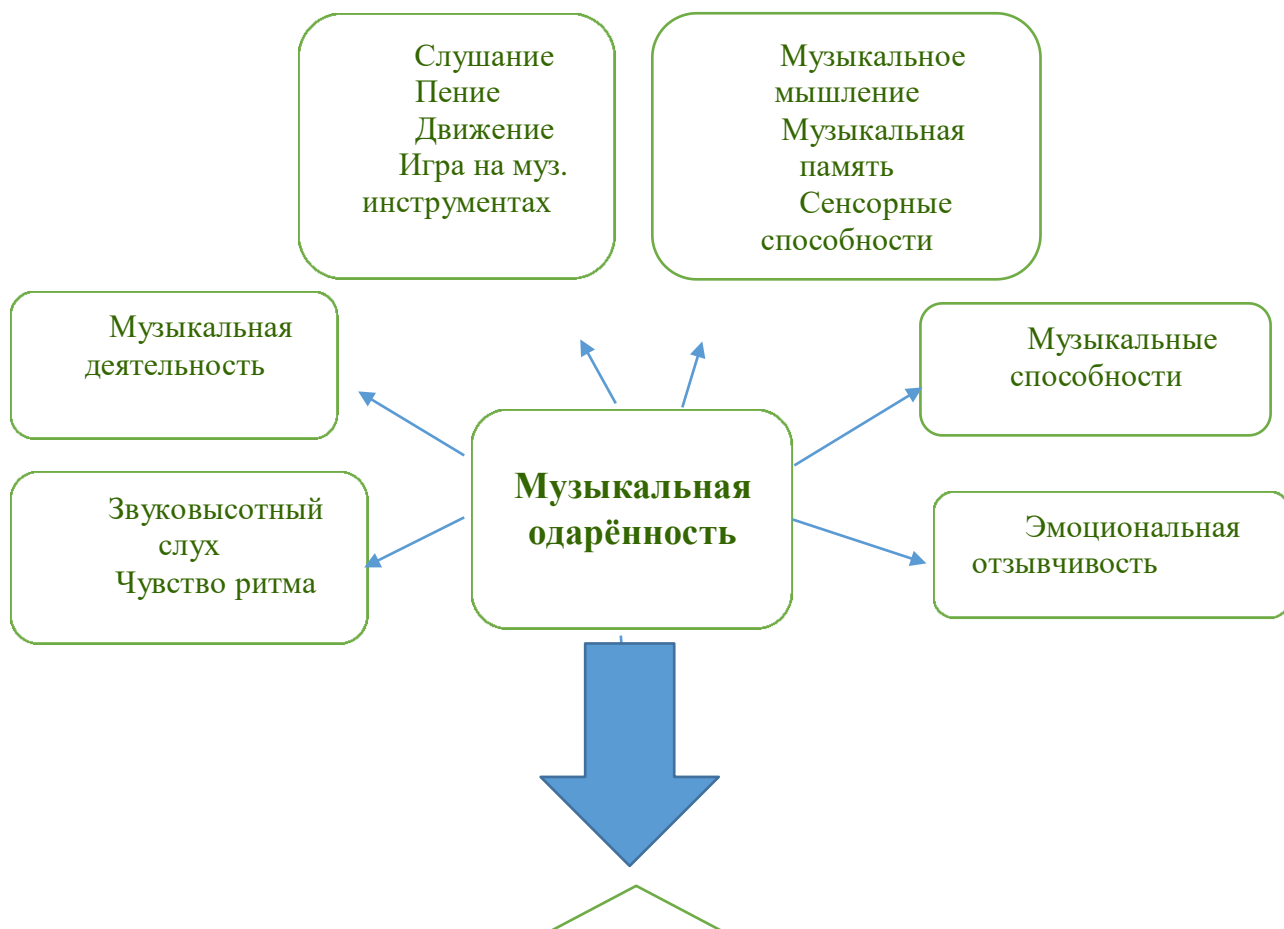 Слушание
Пение
Движение
Игра на муз.
инструментах
Музыкальное
мышление
Музыкальная
память
Сенсорные
способности
Музыкальная
деятельность
Музыкальные
способности
Музыкальная
одарённость
Звуковысотный
слух
Чувство ритма
Эмоциональная
отзывчивость